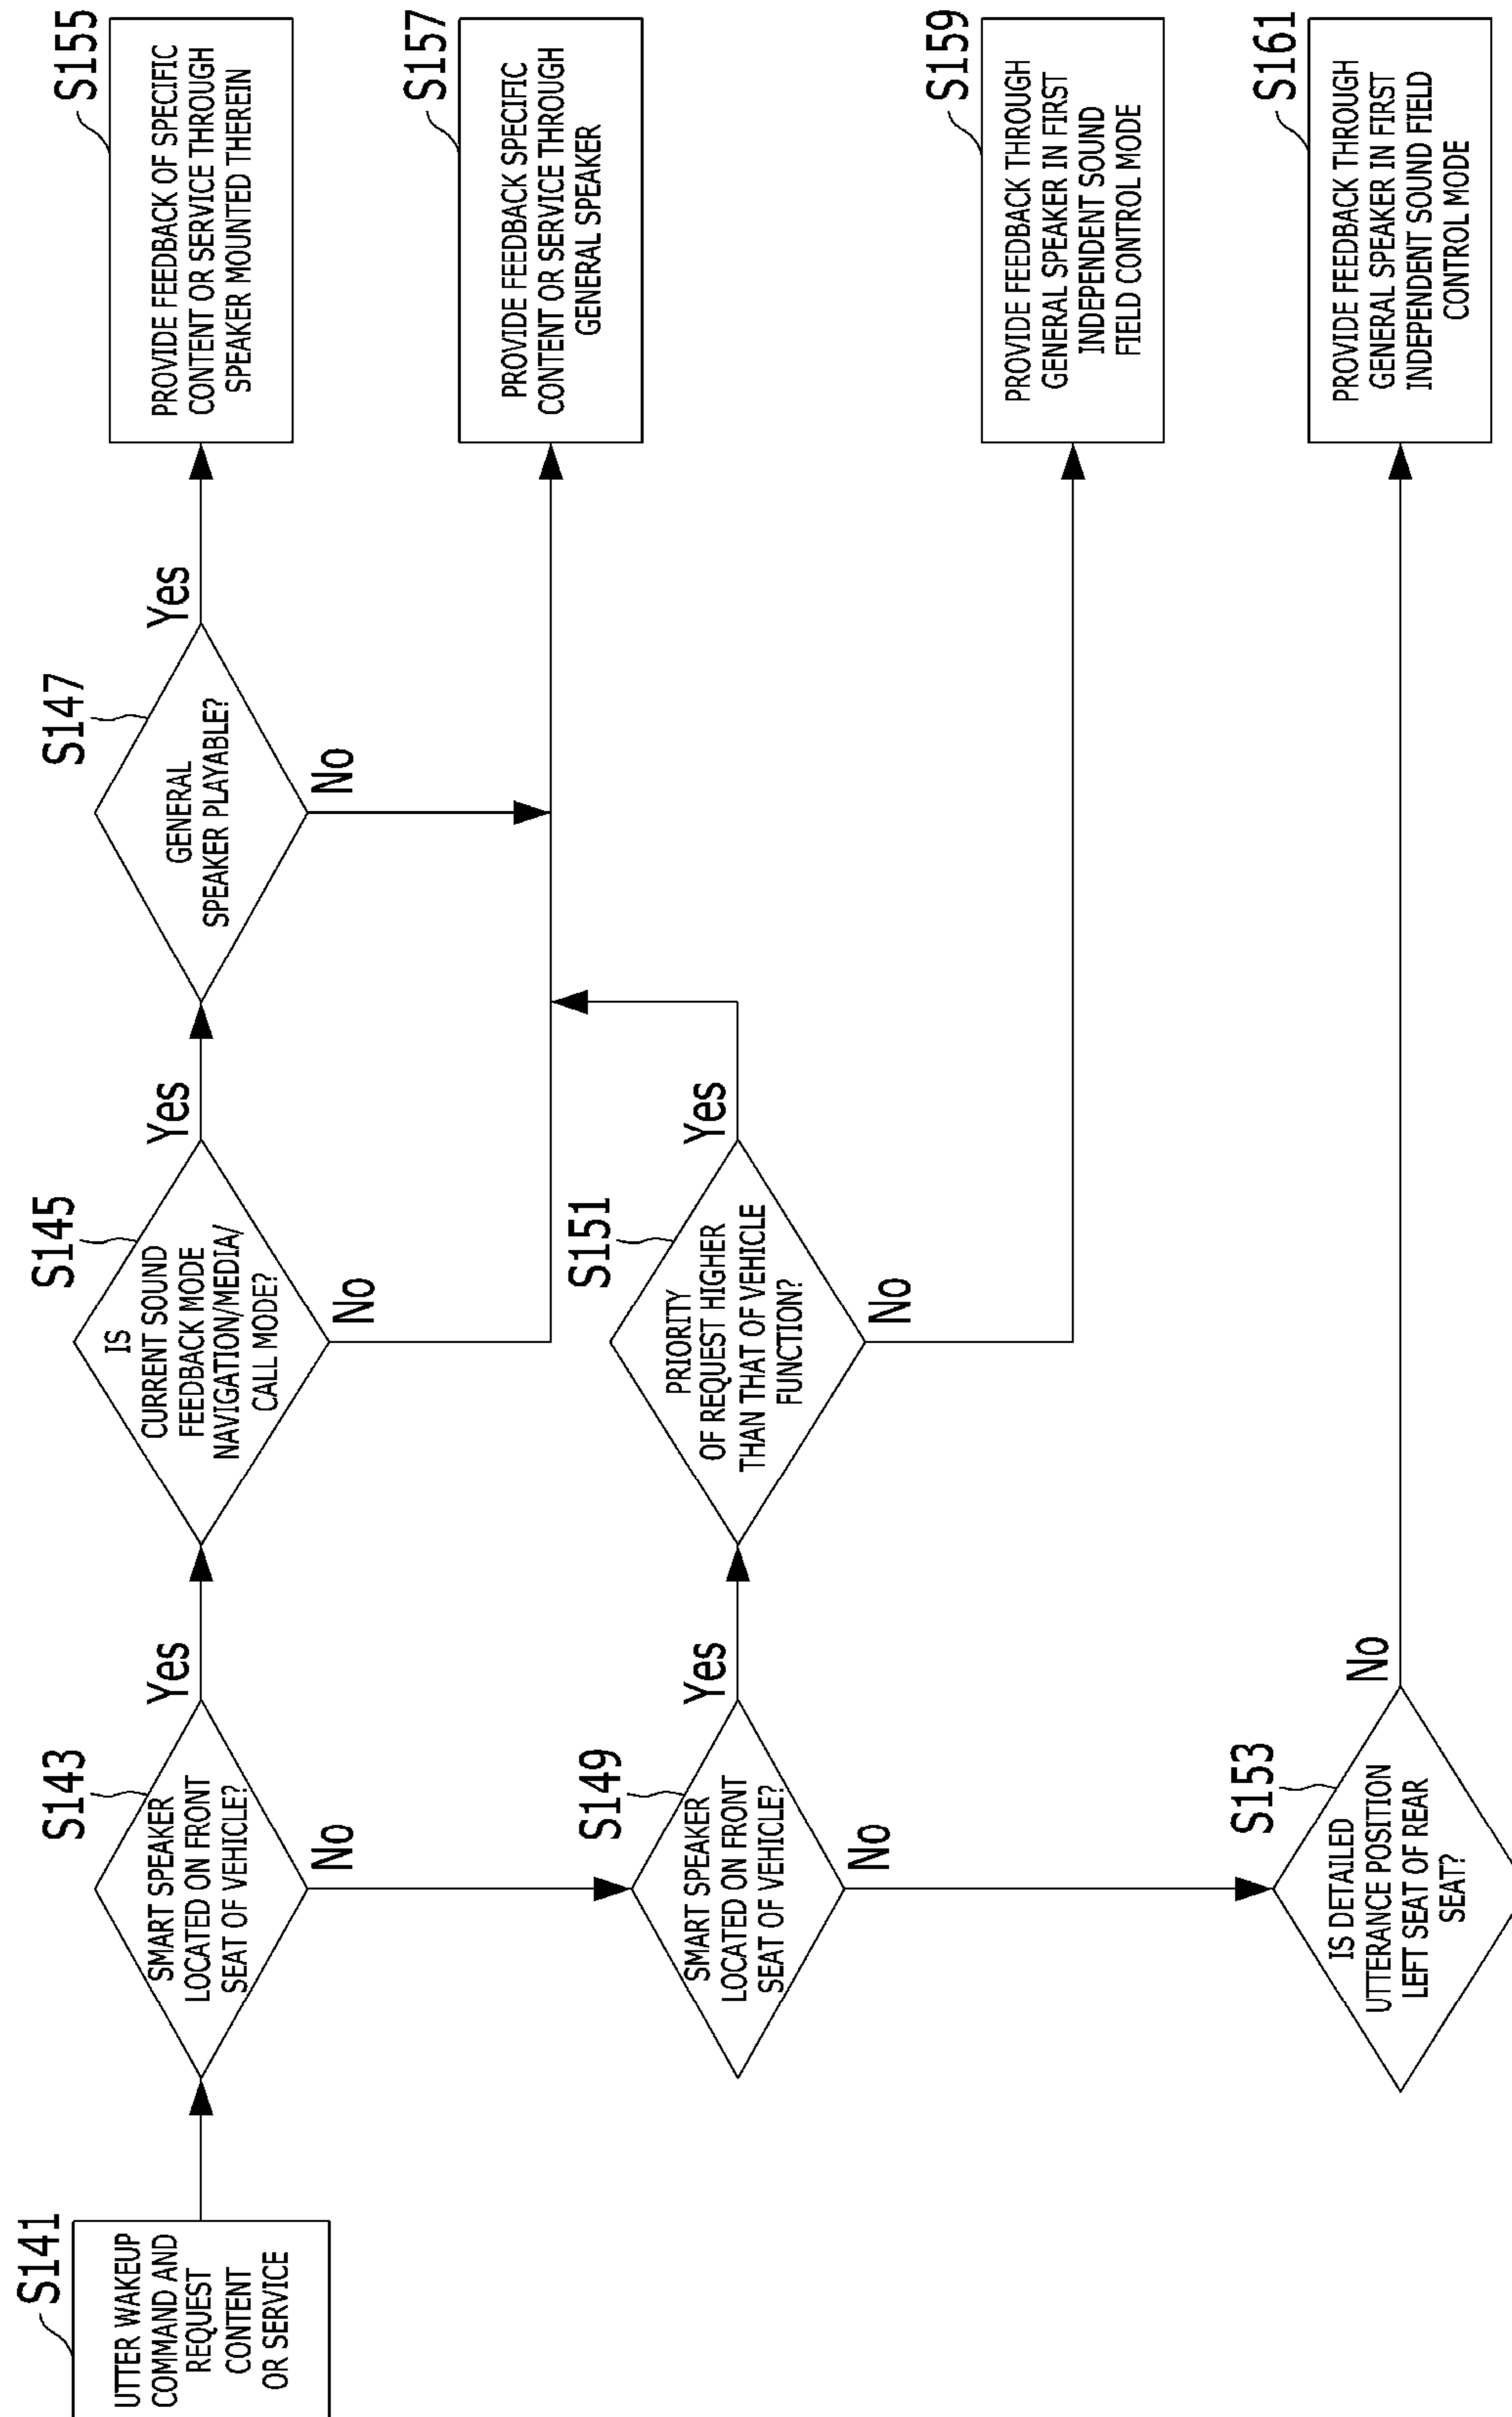 S141
UTTER WAKEUP
COMMAND AND
REQUEST
CONTENT
OR SERVICE
S143
SMART SPEAKER
LOCATED ON FRONT
SEAT OF VEHICLE?
Yes
No
S145
IS
CURRENT SOUND
FEEDBACK MODE
NAVIGATION/MEDIA/
CALL MODE?
Yes
No
S147
GENERAL
SPEAKER PLAYABLE?
Yes
No
S155
PROVIDE FEEDBACK OF SPECIFIC
CONTENT OR SERVICE THROUGH
SPEAKER MOUNTED THEREIN
S157
PROVIDE FEEDBACK SPECIFIC
CONTENT OR SERVICE THROUGH
GENERAL SPEAKER
S149
SMART SPEAKER
LOCATED ON FRONT
SEAT OF VEHICLE?
Yes
No
S151
PRIORITY
OF REQUEST HIGHER
THAN THAT OF VEHICLE
FUNCTION?
Yes
No
S159
PROVIDE FEEDBACK THROUGH
GENERAL SPEAKER IN FIRST
INDEPENDENT SOUND
FIELD CONTROL MODE
S153
IS DETAILED
UTTERANCE POSITION
LEFT SEAT OF REAR
SEAT?
No
S161
PROVIDE FEEDBACK THROUGH
GENERAL SPEAKER IN FIRST
INDEPENDENT SOUND FIELD
CONTROL MODE